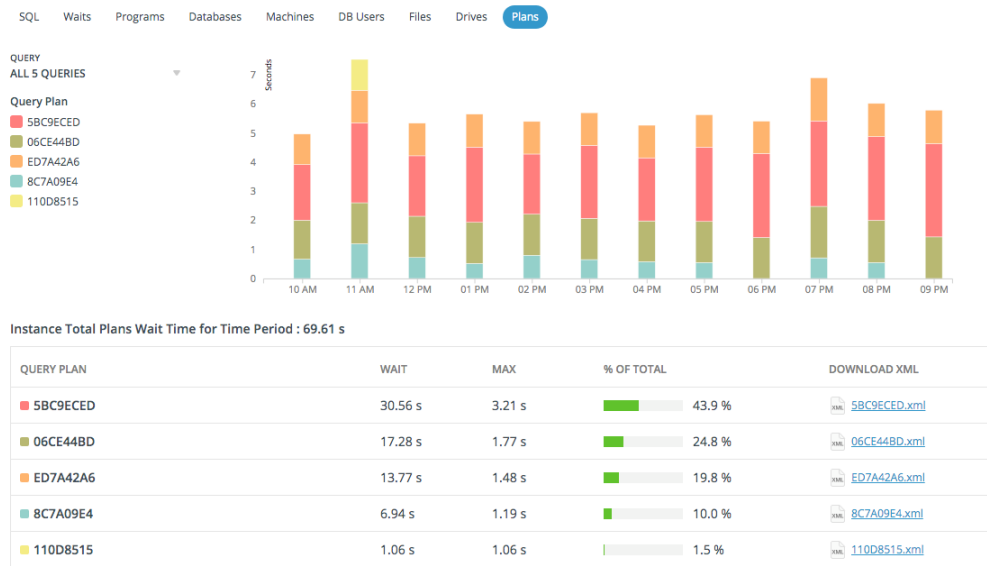 SQL Waits Programs Databases Machines DB Users Files Drives Plans
QUERY
ALL 5 QUERIES
Query Plan
5BC9ECED
06CE44BD
ED7A42A6
8C7A09E4
110D8515
Seconds
7
6
5
4
3
2
1
0
10 AM 11 AM 12 PM 01 PM 02 PM 03 PM 04 PM 05 PM 06 PM 07 PM 08 PM 09 PM
Instance Total Plans Wait Time for Time Period : 69.61 s
QUERY PLAN WAIT MAX % OF TOTAL DOWNLOAD XML
5BC9ECED 30.56 s 3.21 s 43.9 % XML 5BC9ECED.xml
06CE44BD 17.28 s 1.77 s 24.8 % XML 06CE44BD.xml
ED7A42A6 13.77 s 1.48 s 19.8 % XML ED7A42A6.xml
8C7A09E4 6.94 s 1.19 s 10.0 % XML 8C7A09E4.xml
110D8515 1.06 s 1.06 s 1.5 % XML 110D8515.xml